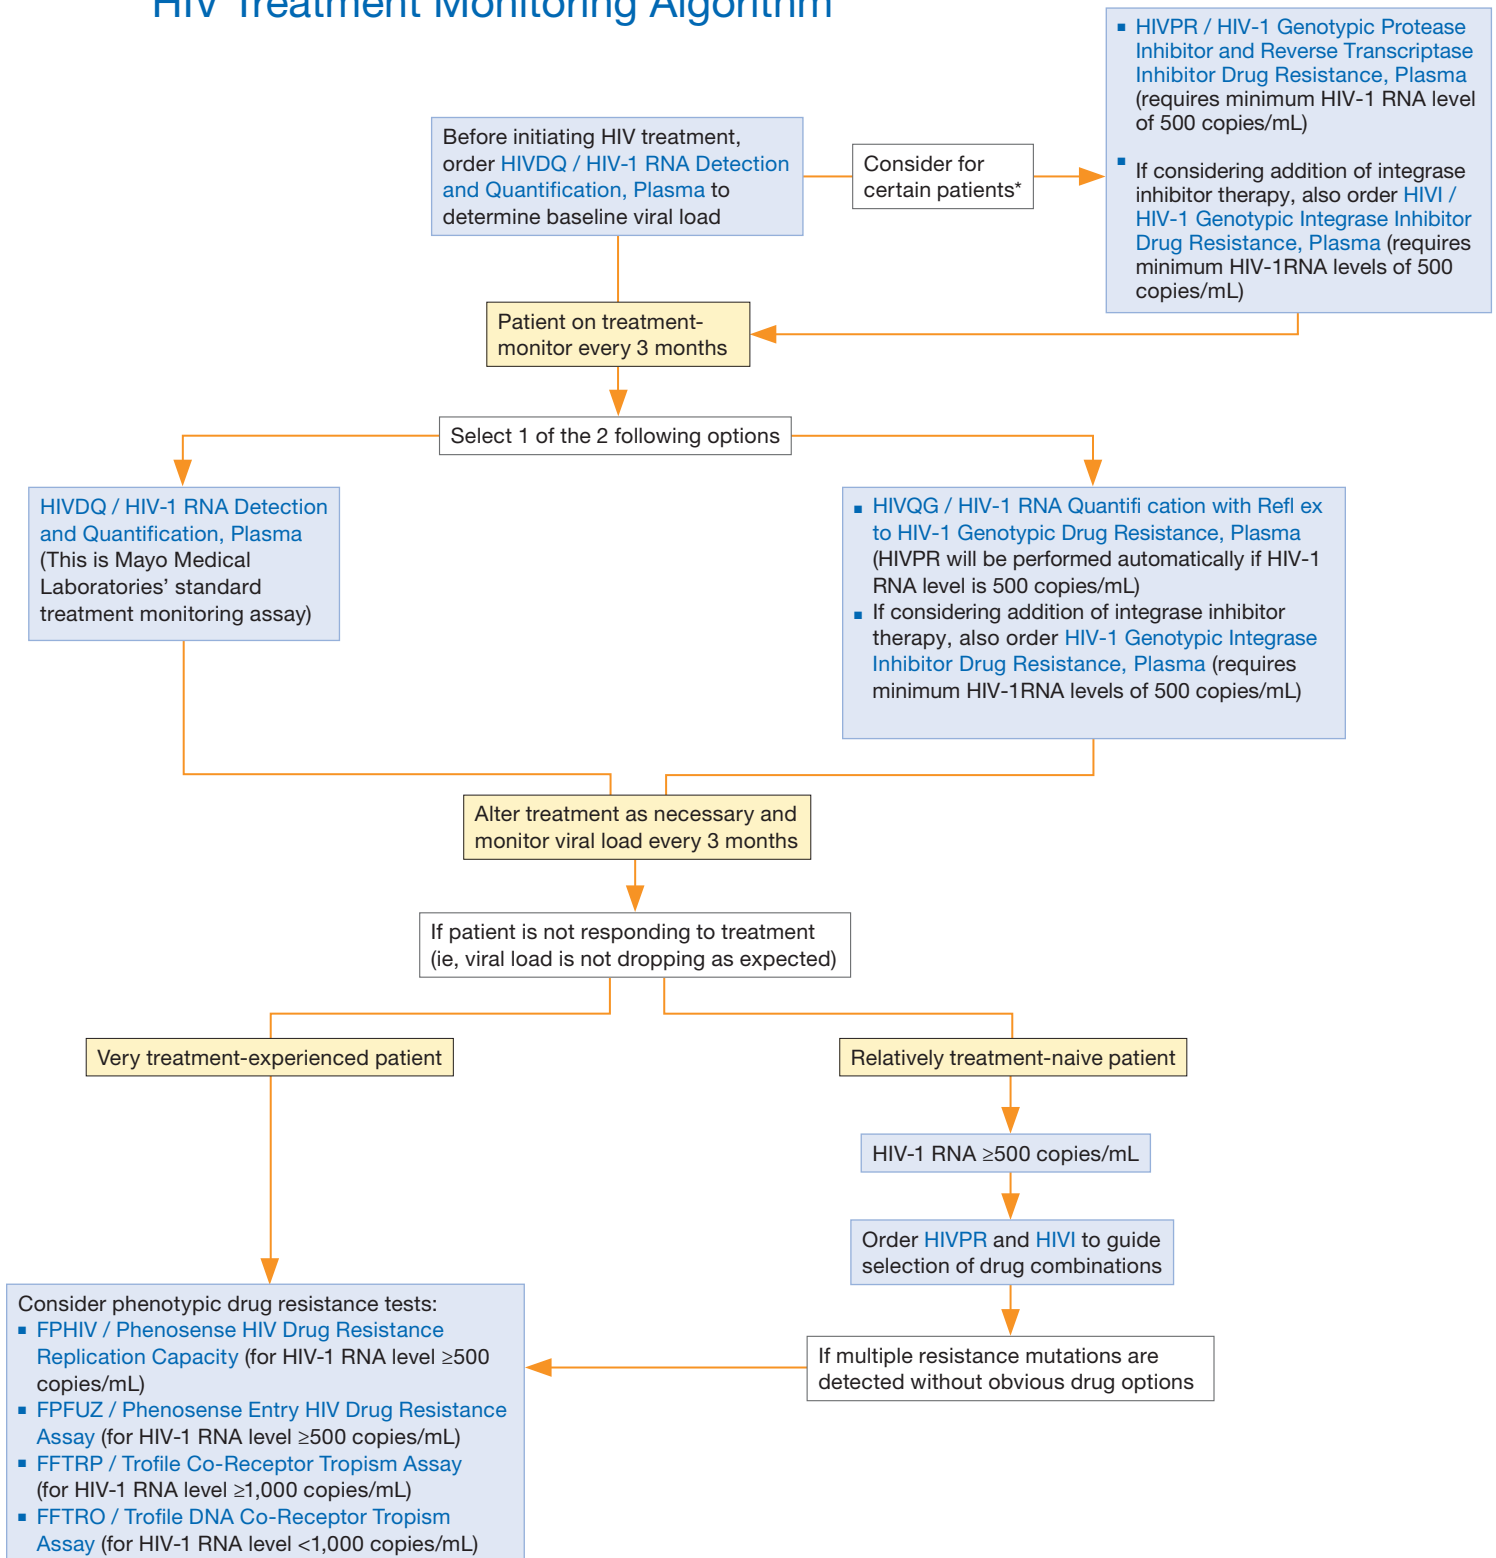 HIV Treatment Monitoring Algorithm
▪ HIVPR / HIV-1 Genotypic Protease
Inhibitor and Reverse Transcriptase
Inhibitor Drug Resistance, Plasma
(requires minimum HIV-1 RNA level
of 500 copies/mL)
▪ If considering addition of integrase
inhibitor therapy, also order HIVI /
HIV-1 Genotypic Integrase Inhibitor
Drug Resistance, Plasma (requires
minimum HIV-1RNA levels of 500
copies/mL)
Before initiating HIV treatment,
order HIVDQ / HIV-1 RNA Detection
and Quantification, Plasma to
determine baseline viral load
Consider for
certain patients*
Patient on treatment-
monitor every 3 months
Select 1 of the 2 following options
HIVDQ / HIV-1 RNA Detection
and Quantification, Plasma
(This is Mayo Medical
Laboratories’ standard
treatment monitoring assay)
▪ HIVQG / HIV-1 RNA Quantifi cation with Refl ex
to HIV-1 Genotypic Drug Resistance, Plasma
(HIVPR will be performed automatically if HIV-1
RNA level is 500 copies/mL)
▪ If considering addition of integrase inhibitor
therapy, also order HIV-1 Genotypic Integrase
Inhibitor Drug Resistance, Plasma (requires
minimum HIV-1RNA levels of 500 copies/mL)
Alter treatment as necessary and
monitor viral load every 3 months
If patient is not responding to treatment
(ie, viral load is not dropping as expected)
Very treatment-experienced patient
Relatively treatment-naive patient
HIV-1 RNA ≥500 copies/mL
Order HIVPR and HIVI to guide
selection of drug combinations
If multiple resistance mutations are
detected without obvious drug options
Consider phenotypic drug resistance tests:
▪ FPHIV / Phenosense HIV Drug Resistance
Replication Capacity (for HIV-1 RNA level ≥500
copies/mL)
▪ FPFUZ / Phenosense Entry HIV Drug Resistance
Assay (for HIV-1 RNA level ≥500 copies/mL)
▪ FFTRP / Trofile Co-Receptor Tropism Assay
(for HIV-1 RNA level ≥1,000 copies/mL)
▪ FFTRO / Trofile DNA Co-Receptor Tropism
Assay (for HIV-1 RNA level <1,000 copies/mL)